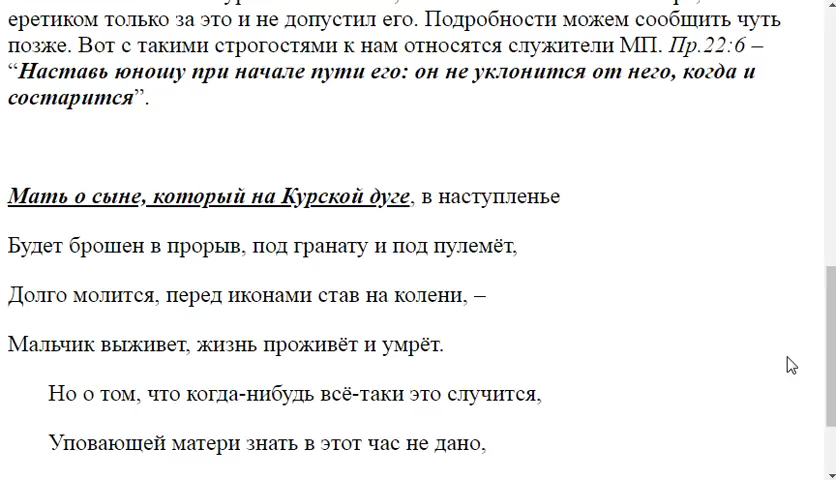 еретиком только за это и не допустил его. Подробности можем сообщить чуть
позже. Вот с такими строгостями к нам относятся служители МП. Пр.22:6 –
“Наставь юношу при начале пути его: он не уклонится от него, когда и
состарится”.
Мать о сыне, который на Курской дуге, в наступленье
Будет брошен в прорыв, под гранату и под пулемёт,
Долго молится, перед иконами став на колени, –
Мальчик выживет, жизнь проживёт и умрёт.
Но о том, что когда-нибудь всё-таки это случится,
Уповающей матери знать в этот час не дано,